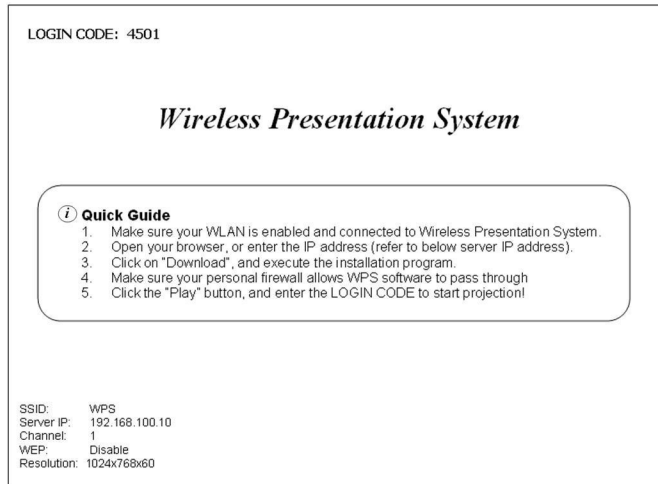 LOGIN CODE: 4501
Wireless Presentation System
i Quick Guide
1. Make sure your WLAN is enabled and connected to Wireless Presentation System.
2. Open your browser, or enter the IP address (refer to below server IP address).
3. Click on "Download", and execute the installation program.
4. Make sure your personal firewall allows WPS software to pass through
5. Click the "Play" button, and enter the LOGIN CODE to start projection!
SSID: WPS
Server IP: 192.168.100.10
Channel: 1
WEP: Disable
Resolution: 1024x768x60